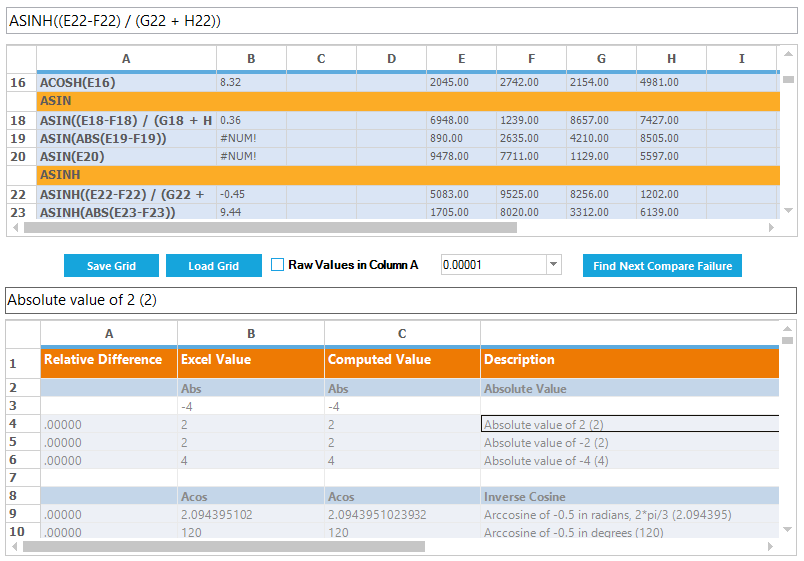 ASINH((E22-F22) / (G22 + H22))
A B C D E F G H I
16 ACOSH(E16) 8.32 2045.00 2742.00 2154.00 4981.00
ASIN
18 ASIN((E18-F18) / (G18 + H 0.36 6948.00 1239.00 8657.00 7427.00
19 ASIN(ABS(E19-F19)) #NUM! 890.00 2635.00 4210.00 8505.00
20 ASIN(E20) #NUM! 9478.00 7711.00 1129.00 5597.00
ASINH
22 ASINH((E22-F22) / (G22 + -0.45 5083.00 9525.00 8256.00 1202.00
23 ASINH(ABS(E23-F23)) 9.44 1705.00 8020.00 3312.00 6139.00
Save Grid Load Grid Raw Values in Column A 0.00001 Find Next Compare Failure
Absolute value of 2 (2)
A B C
1 Relative Difference Excel Value Computed Value Description
2 Abs Abs Absolute Value
3 -4 -4
4 .00000 2 2 Absolute value of 2 (2)
5 .00000 2 2 Absolute value of -2 (2)
6 .00000 4 4 Absolute value of -4 (4)
7
8 Acos Acos Inverse Cosine
9 .00000 2.094395102 2.0943951023932 Arccosine of -0.5 in radians, 2*pi/3 (2.094395)
10 .00000 120 120 Arccosine of -0.5 in degrees (120)